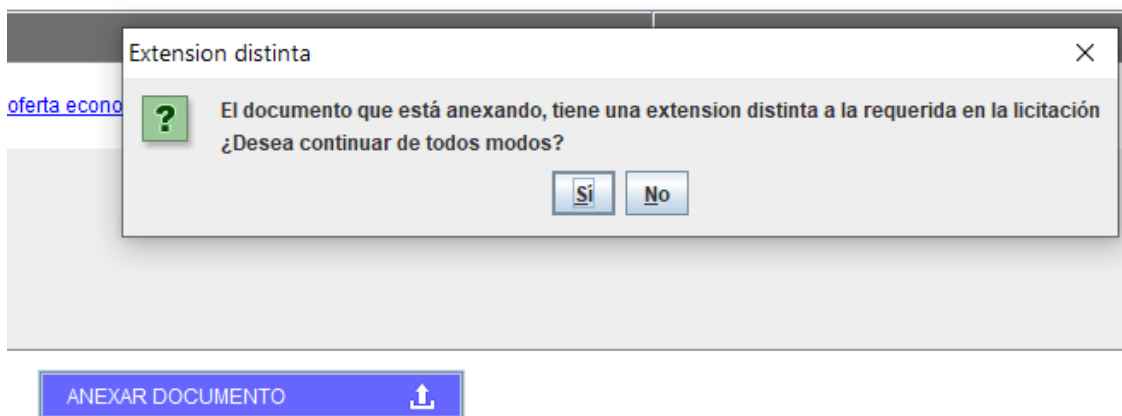 Extension distinta
oferta econo
El documento que está anexando, tiene una extension distinta a la requerida en la licitación
¿Desea continuar de todos modos?
Sí
No
ANEXAR DOCUMENTO